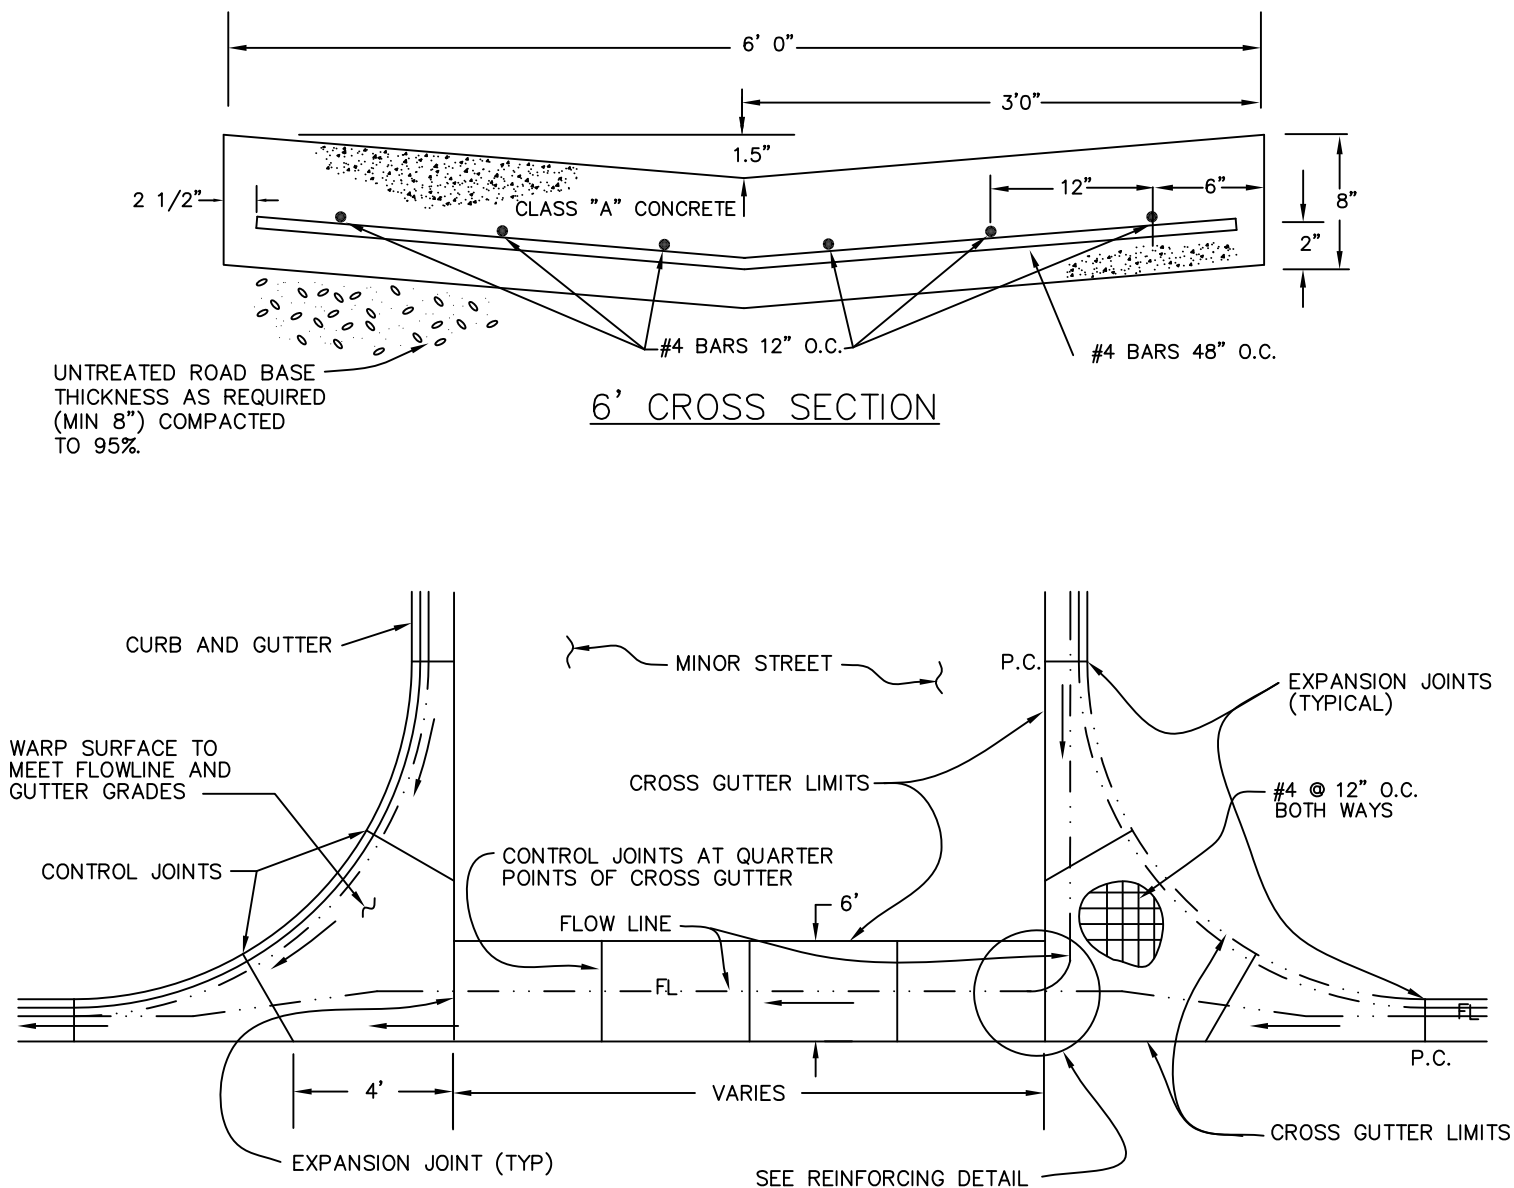 6' 0"
3'0"
1.5"
2 1/2"
12"
6"
8"
CLASS "A" CONCRETE
2"
#4 BARS 12" O.C.
#4 BARS 48" O.C.
UNTREATED ROAD BASE
THICKNESS AS REQUIRED
(MIN 8") COMPACTED
TO 95%.
6' CROSS SECTION
CURB AND GUTTER
MINOR STREET
P.C.
EXPANSION JOINTS
(TYPICAL)
WARP SURFACE TO
MEET FLOWLINE AND
GUTTER GRADES
CROSS GUTTER LIMITS
#4 @ 12" O.C.
BOTH WAYS
CONTROL JOINTS
CONTROL JOINTS AT QUARTER
POINTS OF CROSS GUTTER
6'
FLOW LINE
FL
FL
P.C.
4'
VARIES
CROSS GUTTER LIMITS
EXPANSION JOINT (TYP)
SEE REINFORCING DETAIL